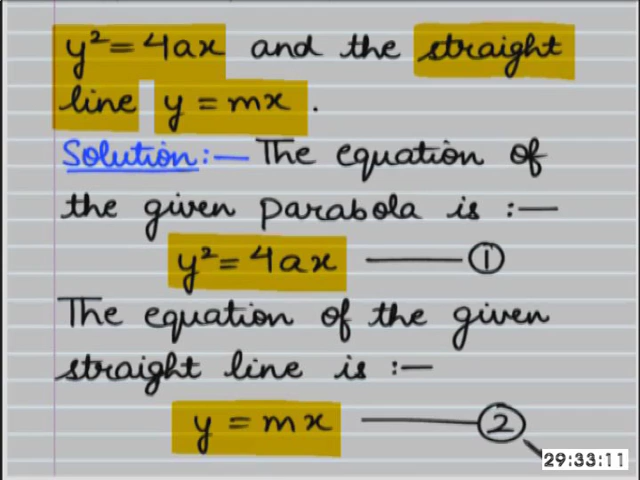 y² = 4ax and the straight
line y = mx .
Solution:— The equation of
the given parabola is :—
y² = 4ax —— ①
The equation of the given
straight line is :—
y = mx —— ②
29:33:11